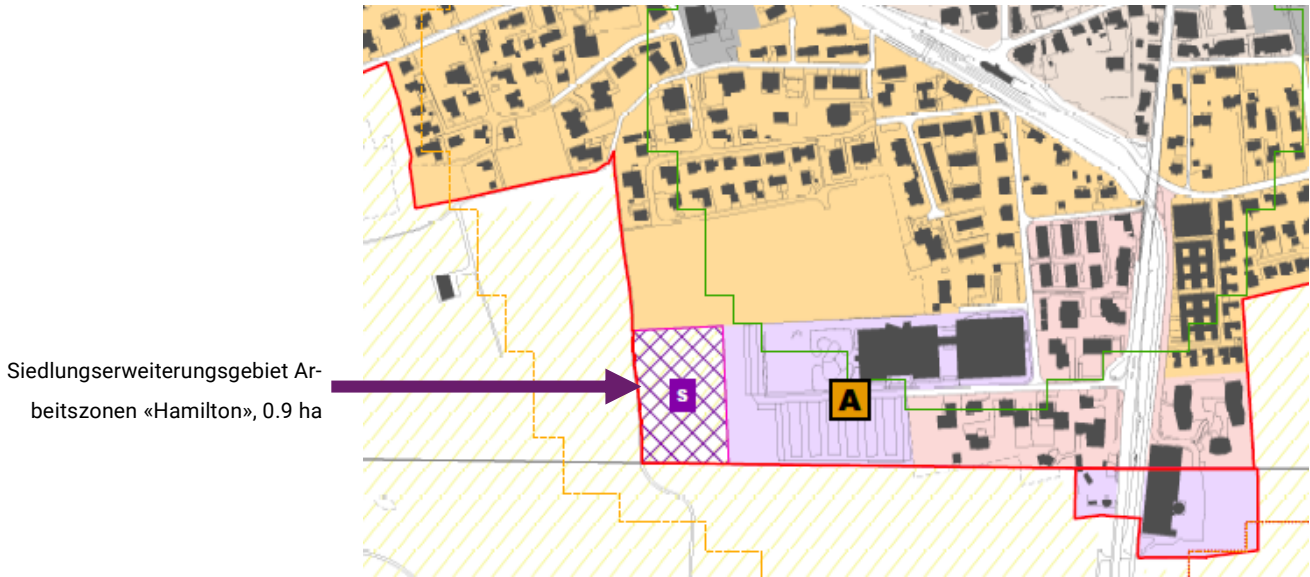 Siedlungserweiterungsgebiet Ar-
beitszonen «Hamilton», 0.9 ha
S
A